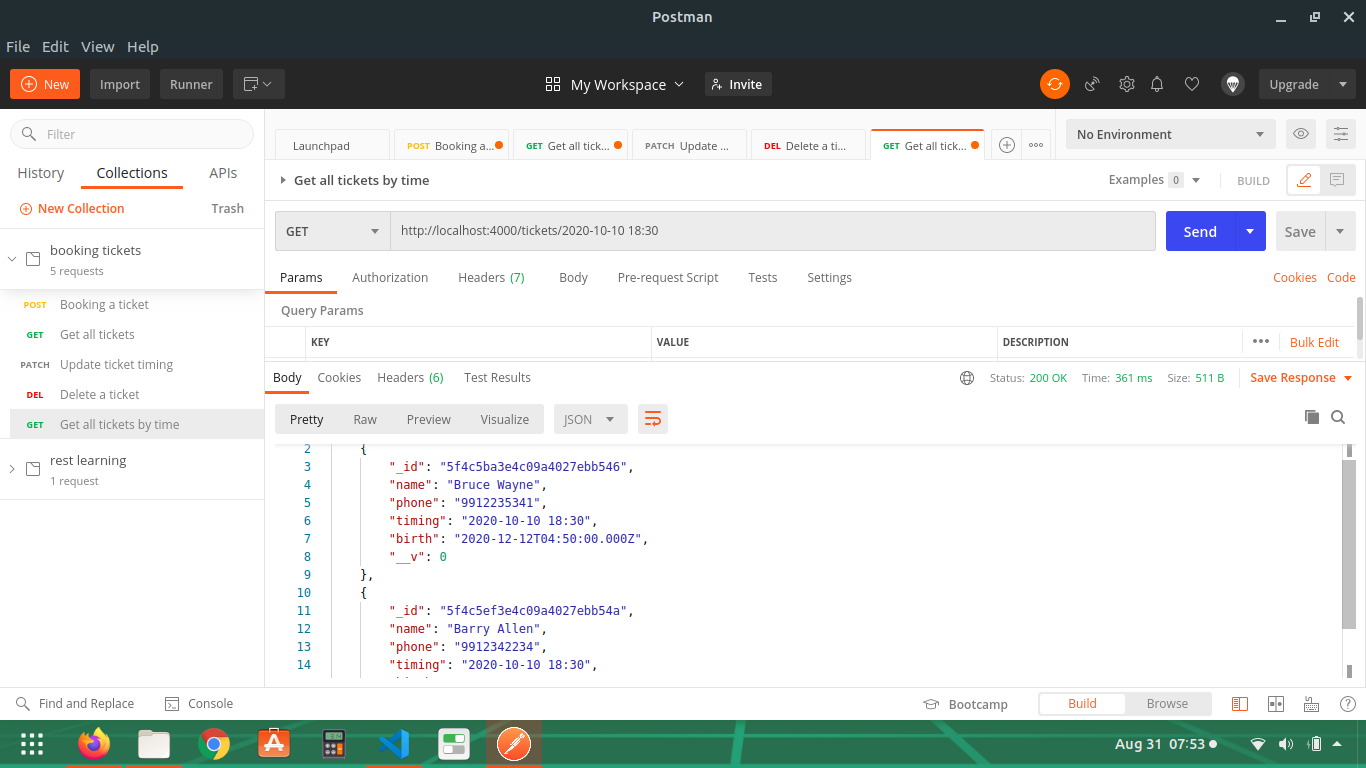 Postman
File Edit View Help
New Import Runner My Workspace Invite Upgrade
Filter
History Collections APIs
New Collection Trash
booking tickets
5 requests
POST Booking a ticket
GET Get all tickets
PATCH Update ticket timing
DEL Delete a ticket
GET Get all tickets by time
rest learning
1 request
Launchpad POST Booking a... GET Get all tick... PATCH Update ... DEL Delete a ti... GET Get all tick... No Environment
Get all tickets by time Examples 0 BUILD
GET http://localhost:4000/tickets/2020-10-10 18:30 Send Save
Params Authorization Headers (7) Body Pre-request Script Tests Settings Cookies Code
Query Params
KEY VALUE DESCRIPTION Bulk Edit
Body Cookies Headers (6) Test Results Status: 200 OK Time: 361 ms Size: 511 B Save Response
Pretty Raw Preview Visualize JSON
2 {
3 "_id": "5f4c5ba3e4c09a4027ebb546",
4 "name": "Bruce Wayne",
5 "phone": "9912235341",
6 "timing": "2020-10-10 18:30",
7 "birth": "2020-12-12T04:50:00.000Z",
8 "__v": 0
9 },
10 {
11 "_id": "5f4c5ef3e4c09a4027ebb54a",
12 "name": "Barry Allen",
13 "phone": "9912342234",
14 "timing": "2020-10-10 18:30",
Find and Replace Console Bootcamp Build Browse
Aug 31 07:53